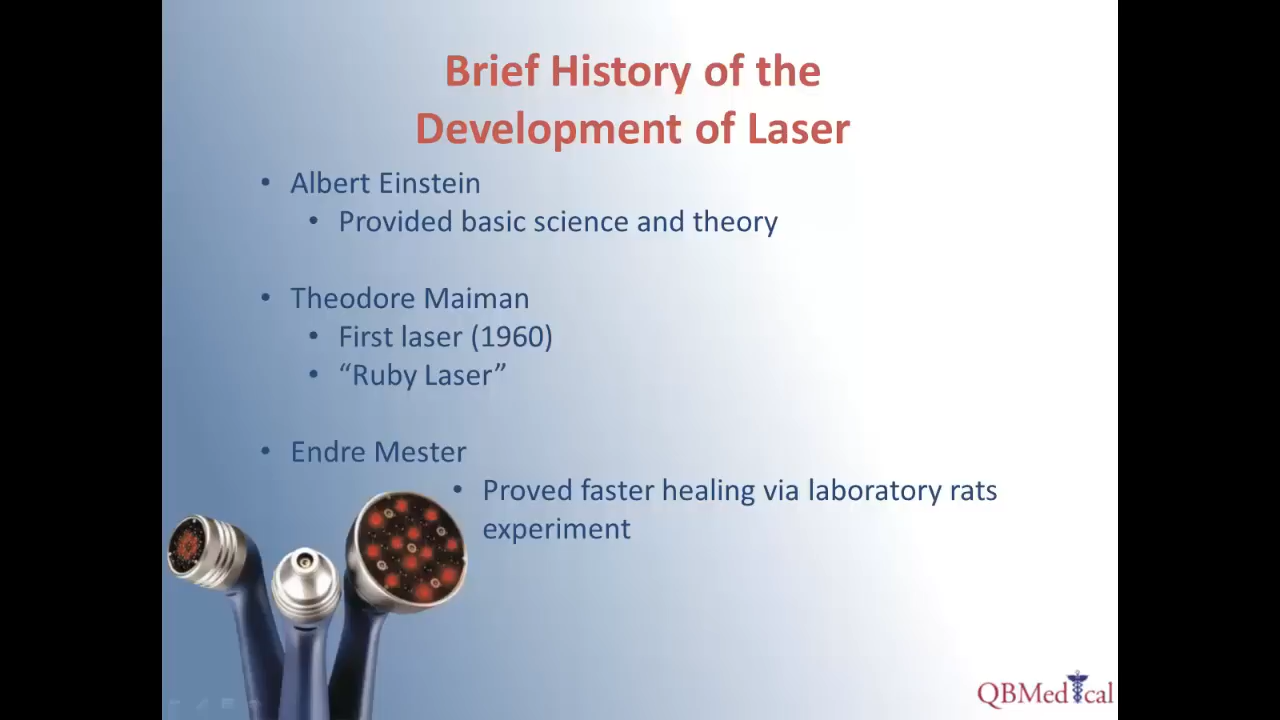 Brief History of the
Development of Laser
• Albert Einstein
• Provided basic science and theory
• Theodore Maiman
• First laser (1960)
• “Ruby Laser”
• Endre Mester
• Proved faster healing via laboratory rats
experiment
QBMedical